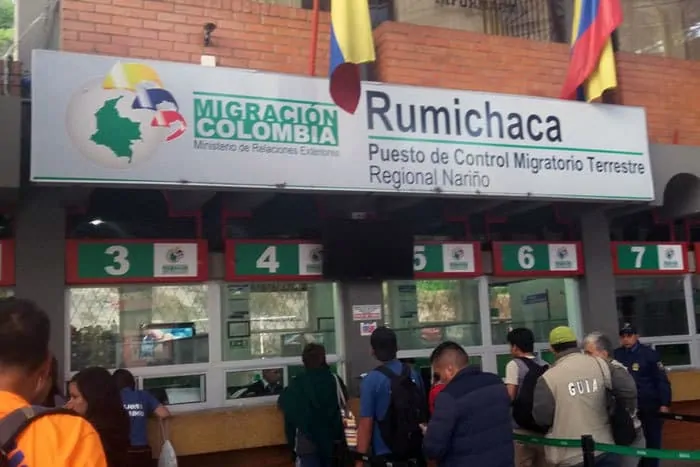 MIGRACIÓN
COLOMBIA
Ministerio de Relaciones Exteriores
Rumichaca
Puesto de Control Migratorio Terrestre
Regional Nariño
3
4
5
6
7
GUIA